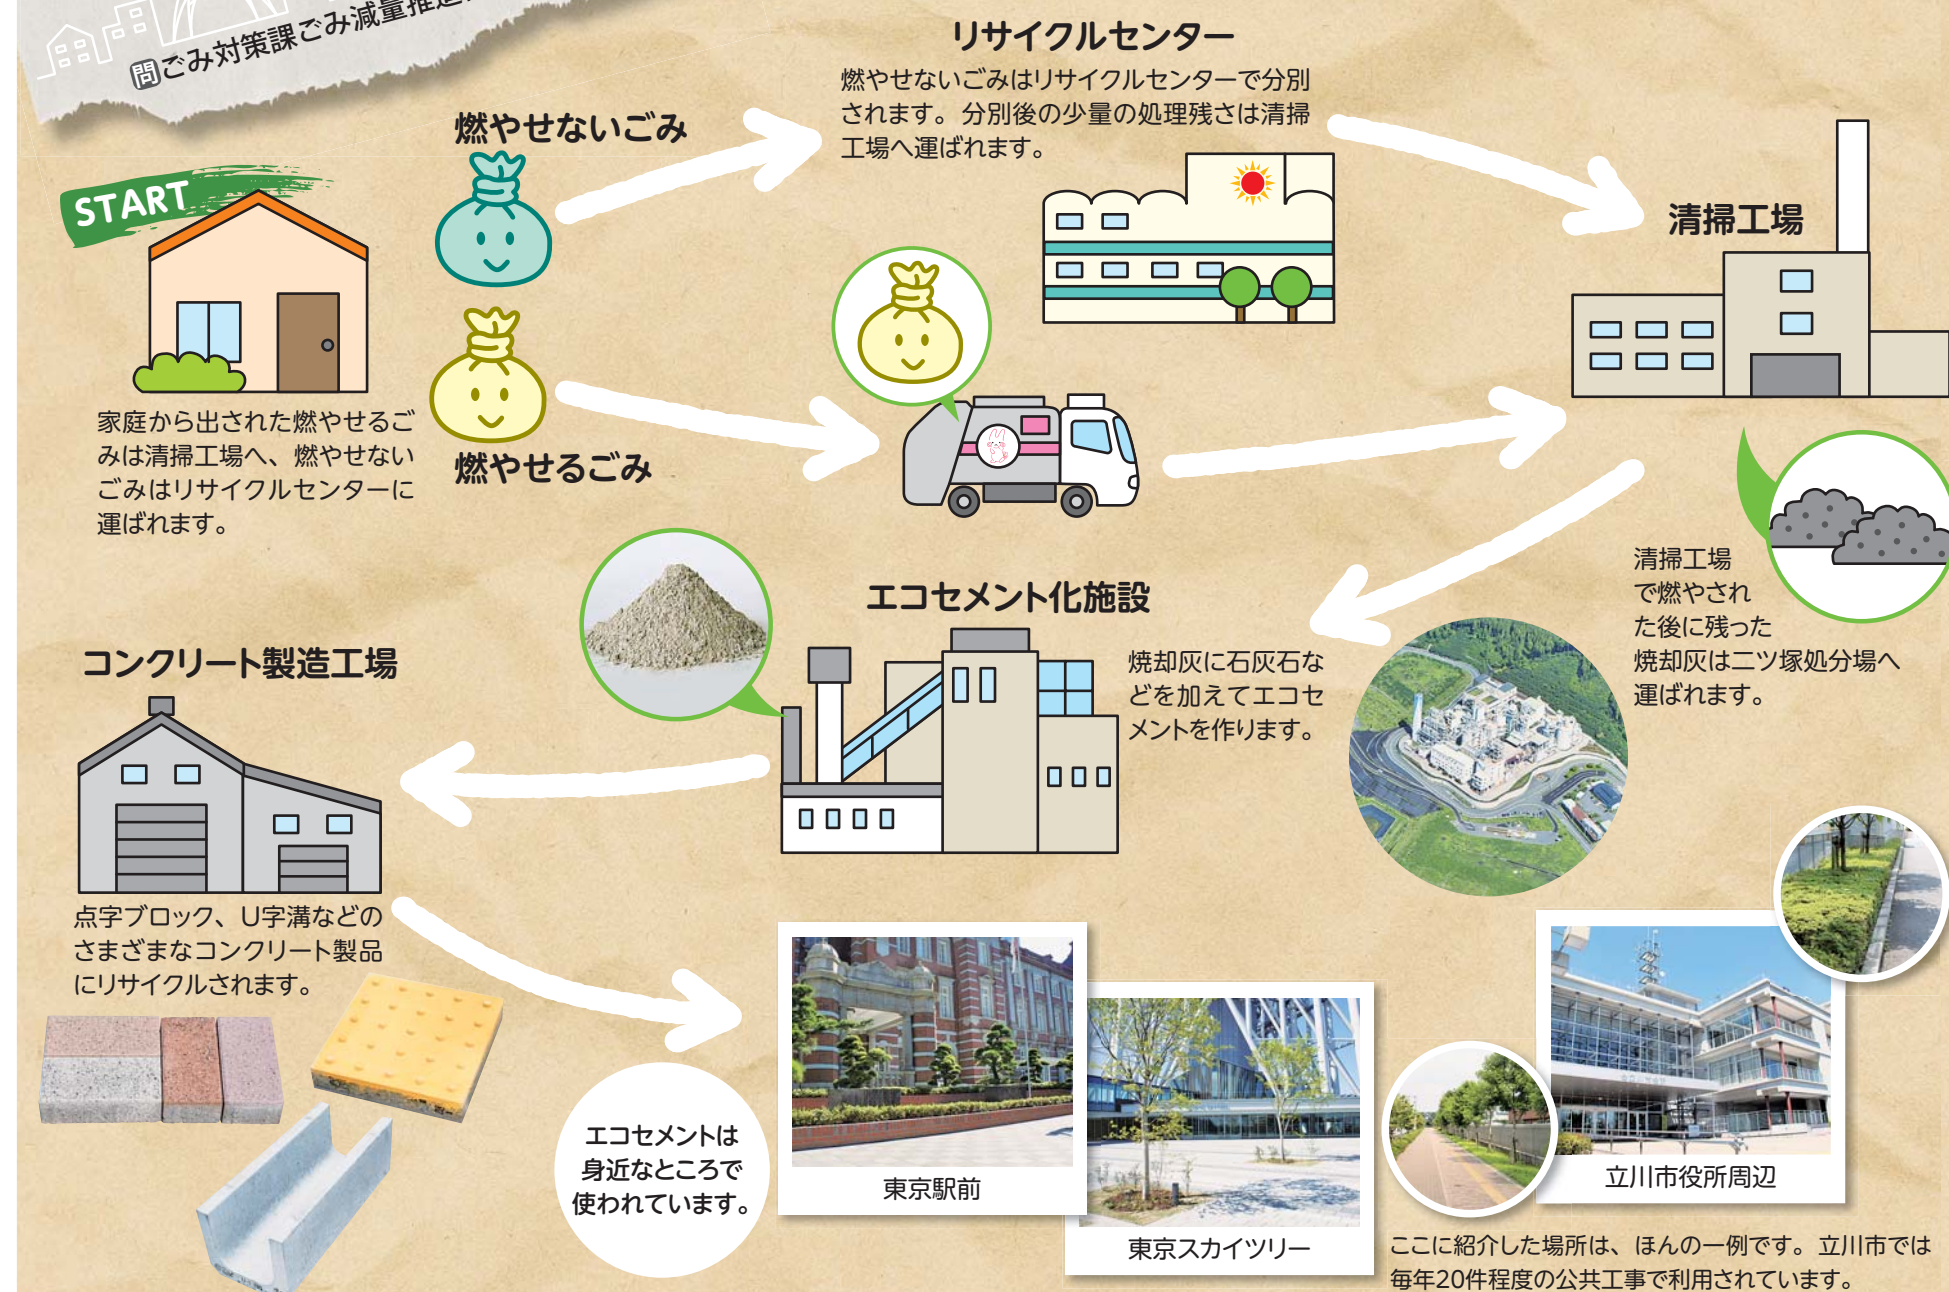 問ごみ対策課ごみ減量推進
START
燃やせないごみ
燃やせるごみ
家庭から出された燃やせるご
みは清掃工場へ、燃やせない
ごみはリサイクルセンターに
運ばれます。
リサイクルセンター
燃やせないごみはリサイクルセンターで分別
されます。分別後の少量の処理残さは清掃
工場へ運ばれます。
清掃工場
清掃工場
で燃やされ
た後に残った
焼却灰は二ツ塚処分場へ
運ばれます。
エコセメント化施設
焼却灰に石灰石な
どを加えてエコセ
メントを作ります。
コンクリート製造工場
点字ブロック、U字溝などの
さまざまなコンクリート製品
にリサイクルされます。
エコセメントは
身近なところで
使われています。
東京駅前
東京スカイツリー
立川市役所周辺
ここに紹介した場所は、ほんの一例です。立川市では
毎年20件程度の公共工事で利用されています。